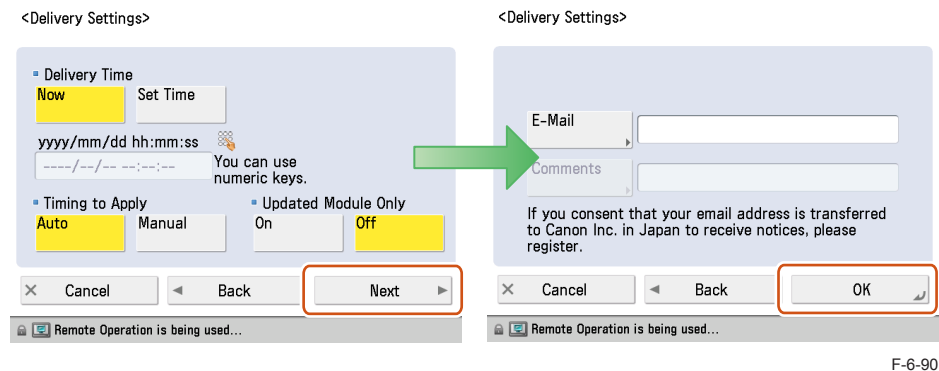 <Delivery Settings>
Delivery Time
Now
Set Time
yyyy/mm/dd hh:mm:ss
----/--/-- --:--:--
You can use
numeric keys.
Timing to Apply
Updated Module Only
Auto
Manual
On
Off
Cancel
Back
Next
Remote Operation is being used...
<Delivery Settings>
E-Mail
Comments
If you consent that your email address is transferred
to Canon Inc. in Japan to receive notices, please
register.
Cancel
Back
OK
Remote Operation is being used...
F-6-90